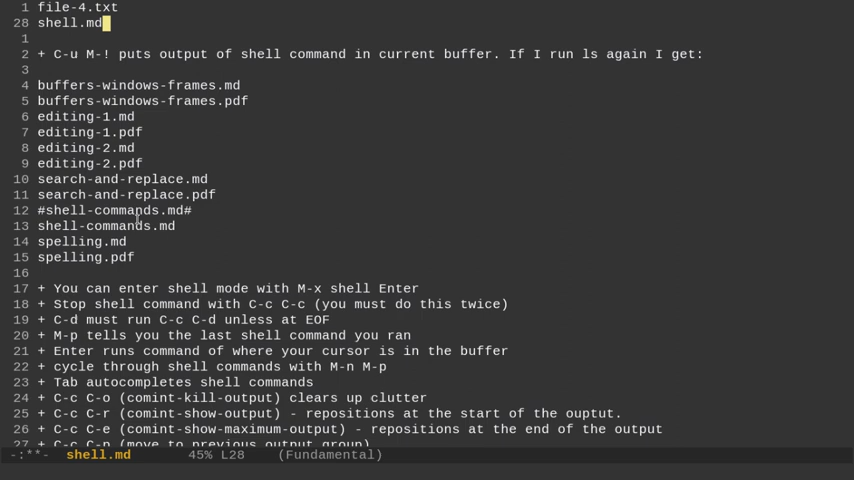 1 file-4.txt
28 shell.md
1
2 + C-u M-! puts output of shell command in current buffer. If I run ls again I get:
3
4 buffers-windows-frames.md
5 buffers-windows-frames.pdf
6 editing-1.md
7 editing-1.pdf
8 editing-2.md
9 editing-2.pdf
10 search-and-replace.md
11 search-and-replace.pdf
12 #shell-commands.md#
13 shell-commands.md
14 spelling.md
15 spelling.pdf
16
17 + You can enter shell mode with M-x shell Enter
18 + Stop shell command with C-c C-c (you must do this twice)
19 + C-d must run C-c C-d unless at EOF
20 + M-p tells you the last shell command you ran
21 + Enter runs command of where your cursor is in the buffer
22 + cycle through shell commands with M-n M-p
23 + Tab autocompletes shell commands
24 + C-c C-o (comint-kill-output) clears up clutter
25 + C-c C-r (comint-show-output) - repositions at the start of the ouptut.
26 + C-c C-e (comint-show-maximum-output) - repositions at the end of the output
27 + C-c C-p (move to previous output group)
-:**- shell.md 45% L28 (Fundamental)